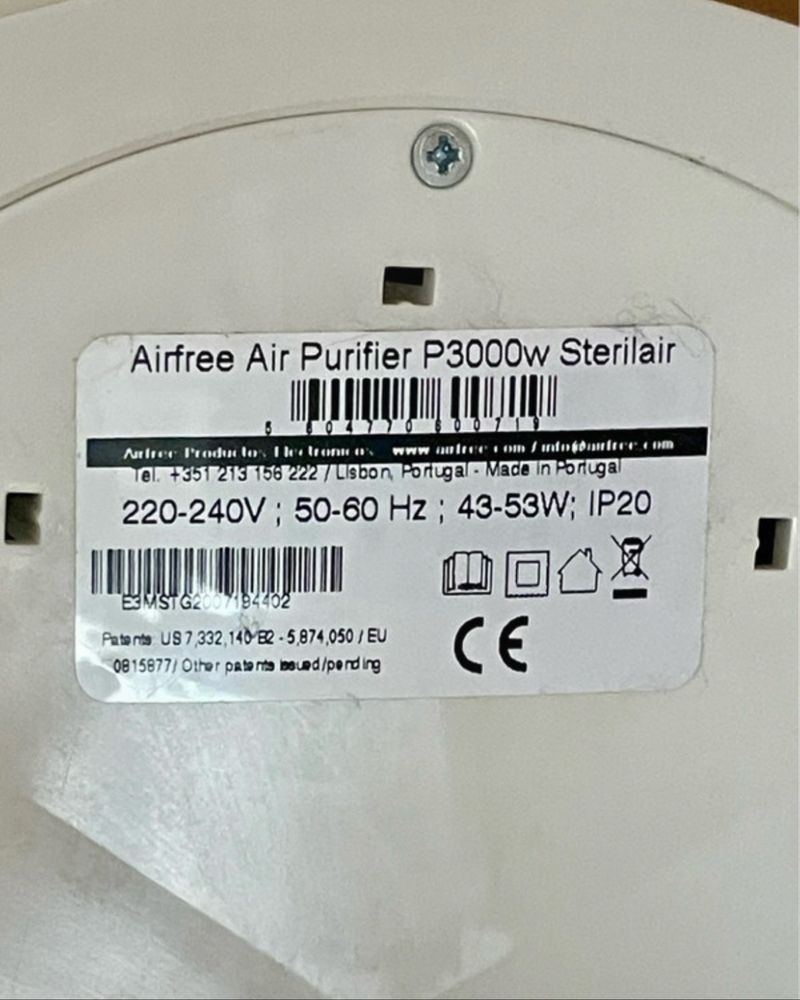 Airfree Air Purifier P3000w Sterilair
5 604770 600719
Airfree Productos Electronicos www.airfree.com / info@airfree.com
Tel. +351 213 156 222 / Lisbon, Portugal - Made in Portugal
220-240V ; 50-60 Hz ; 43-53W; IP20
E3MSTG2007194402
CE
Patents: US 7,332,140 B2 - 5,874,050 / EU
0815877/ Other patents issued/pending